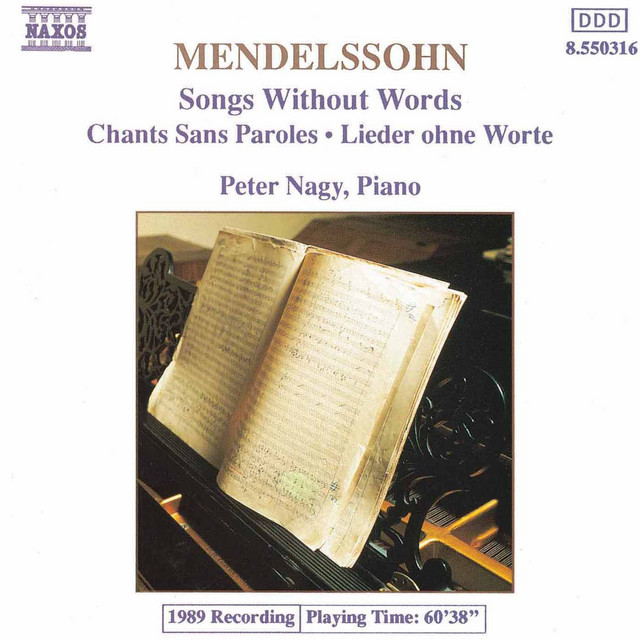 NAXOS
DDD
8.550316
MENDELSSOHN
Songs Without Words
Chants Sans Paroles • Lieder ohne Worte
Peter Nagy, Piano
1989 Recording
Playing Time: 60'38”